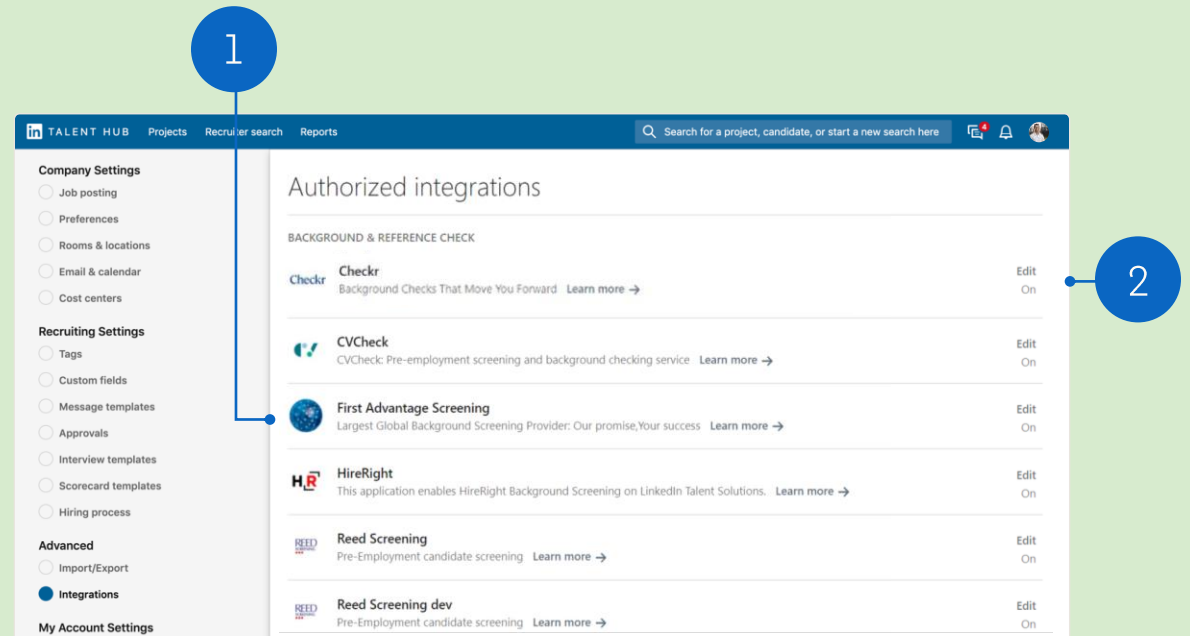 1
in TALENT HUB Projects Recruiter search Reports Search for a project, candidate, or start a new search here 4
Company Settings
Job posting
Preferences
Rooms & locations
Email & calendar
Cost centers
Recruiting Settings
Tags
Custom fields
Message templates
Approvals
Interview templates
Scorecard templates
Hiring process
Advanced
Import/Export
Integrations
My Account Settings
Authorized integrations
BACKGROUND & REFERENCE CHECK
Checkr Checkr Edit
Background Checks That Move You Forward Learn more → On
2
CVCheck Edit
CVCheck: Pre-employment screening and background checking service Learn more → On
First Advantage Screening Edit
Largest Global Background Screening Provider: Our promise,Your success Learn more → On
HR HireRight Edit
This application enables HireRight Background Screening on LinkedIn Talent Solutions. Learn more → On
REED Reed Screening Edit
Pre-Employment candidate screening Learn more → On
REED Reed Screening dev Edit
Pre-Employment candidate screening Learn more → On